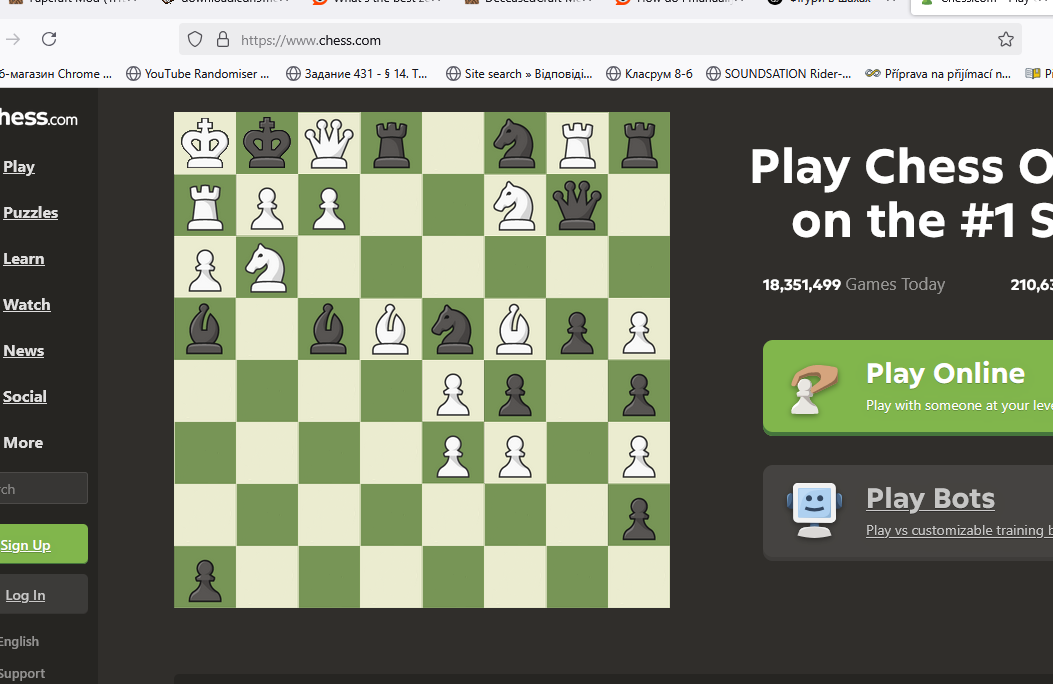 https://www.chess.com
б-магазин Chrome ...
YouTube Randomiser ...
Задание 431 - § 14. Т...
Site search » Відповіді...
Класрум 8-б
SOUNDSATION Rider-...
Příprava na přijímací n...
hess.com
Play
Puzzles
Learn
Watch
News
Social
More
rch
Sign Up
Log In
English
Support
Play Chess O
on the #1 S
18,351,499 Games Today
210,63
Play Online
Play with someone at your leve
Play Bots
Play vs customizable training b